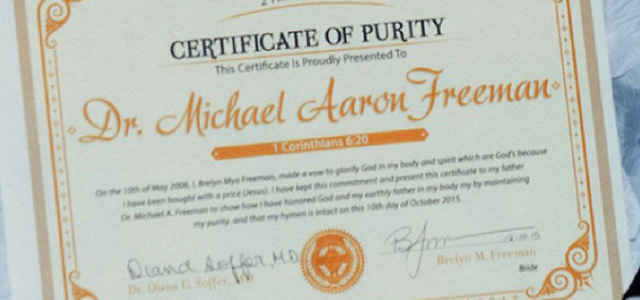 CERTIFICATE OF PURITY
This Certificate Is Proudly Presented To
Dr. Michael Aaron Freeman
1 Corinthians 6:20
On the 10th of May 2006, I, Brelyn Mya Freeman, made a vow to glorify God in my body and spirit which are God's because
I have been bought with a price (Jesus). I have kept this commitment and present this certificate to my father
Dr. Michael A. Freeman to show how I have honored God and my earthly father in my body my by maintaining
my purity and that my hymen is intact on this 10th day of October 2015.
Diana Soffer, M.D.
Dr. Diana G. Soffer,
Brelyn M. Freeman
Bride